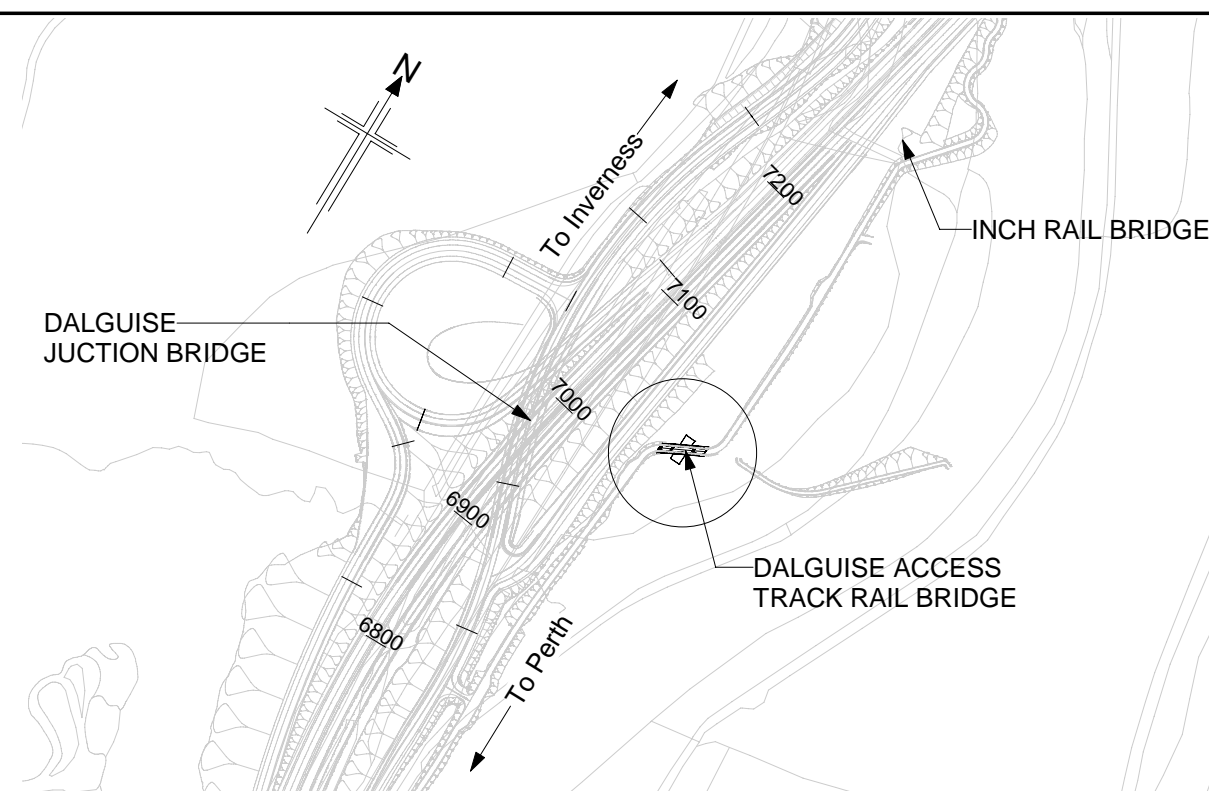 N
To Inverness
7200
INCH RAIL BRIDGE
7100
DALGUISE
JUCTION BRIDGE
7000
6900
DALGUISE ACCESS
TRACK RAIL BRIDGE
6800
To Perth